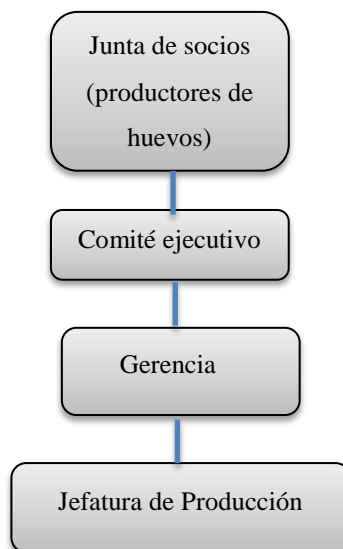 Junta de socios
(productores de
huevos)
Comité ejecutivo
Gerencia
Jefatura de Producción